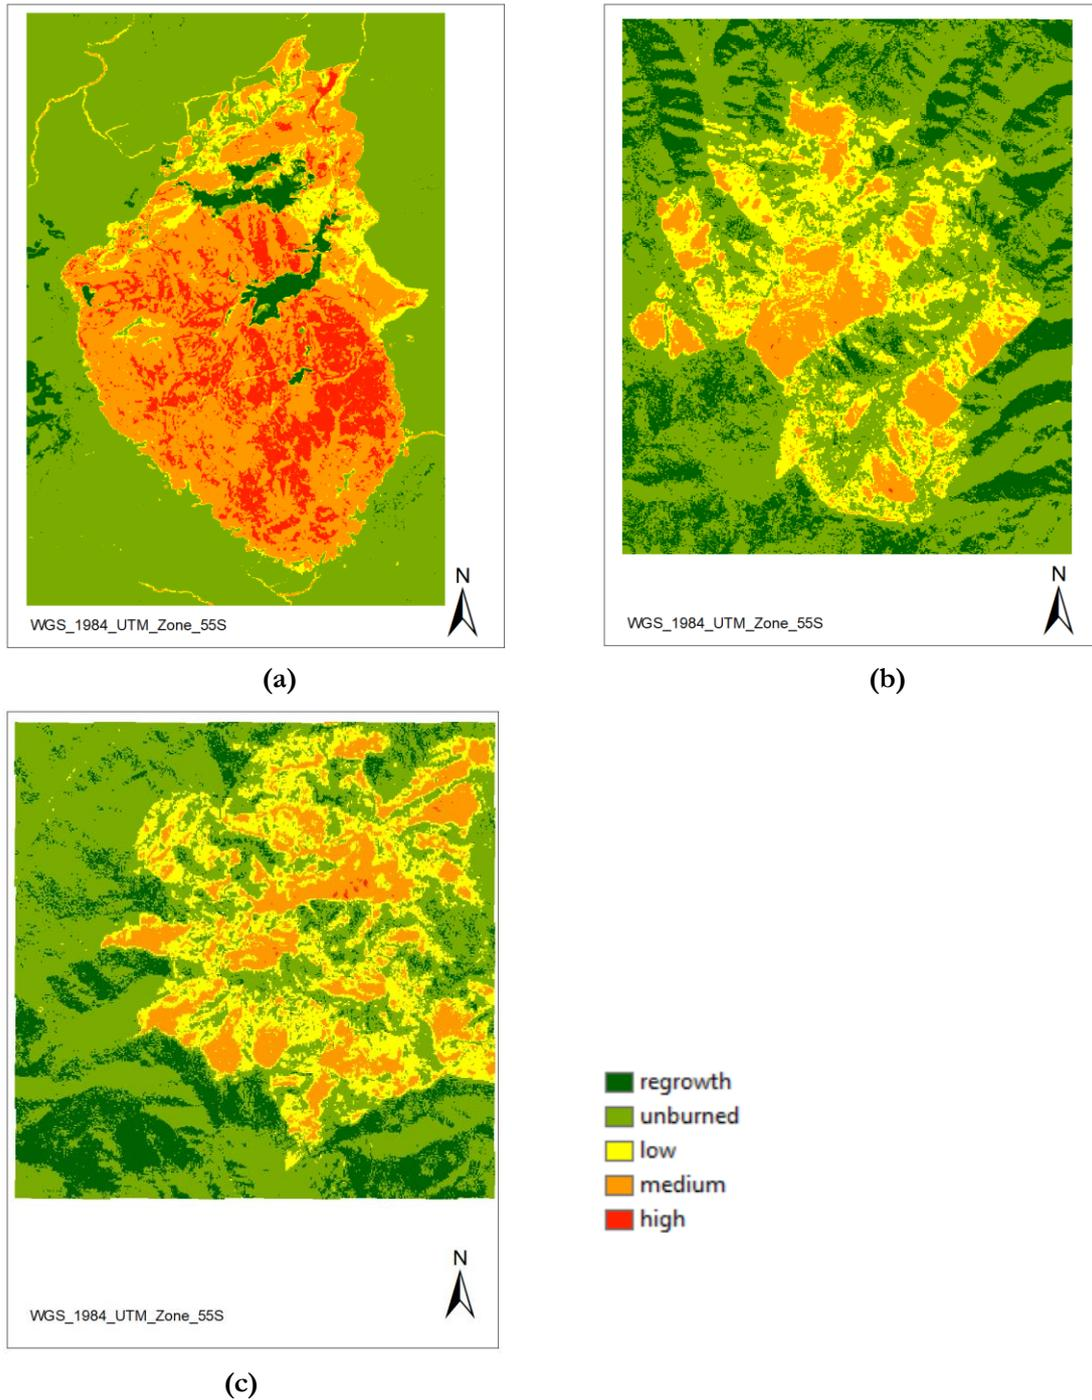 N
WGS_1984_UTM_Zone_55S
(a)
N
WGS_1984_UTM_Zone_55S
(b)
N
WGS_1984_UTM_Zone_55S
(c)
regrowth
unburned
low
medium
high